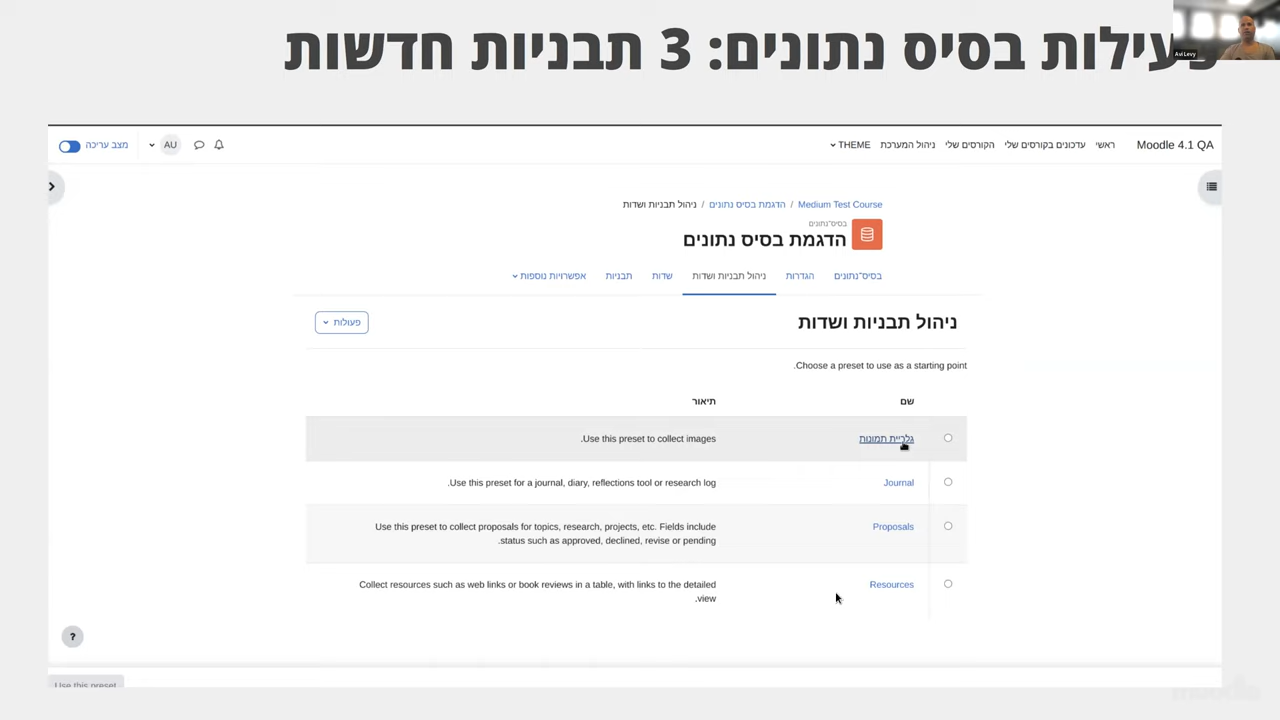 פעילות בסיס נתונים: 3 תבניות חדשות
Avi Levy
Moodle 4.1 QA
ראשי
עדכונים בקורסים שלי
הקורסים שלי
ניהול המערכת
THEME
AU
מצב עריכה
Medium Test Course / הדגמת בסיס נתונים / ניהול תבניות ושדות
בסיס־נתונים
הדגמת בסיס נתונים
בסיס־נתונים
הגדרות
ניהול תבניות ושדות
שדות
תבניות
אפשרויות נוספות
ניהול תבניות ושדות
פעולות
Choose a preset to use as a starting point.
שם
תיאור
גלריית תמונות
Use this preset to collect images.
Journal
Use this preset for a journal, diary, reflections tool or research log.
Proposals
Use this preset to collect proposals for topics, research, projects, etc. Fields include
status such as approved, declined, revise or pending.
Resources
Collect resources such as web links or book reviews in a table, with links to the detailed
view.
?
Use this preset